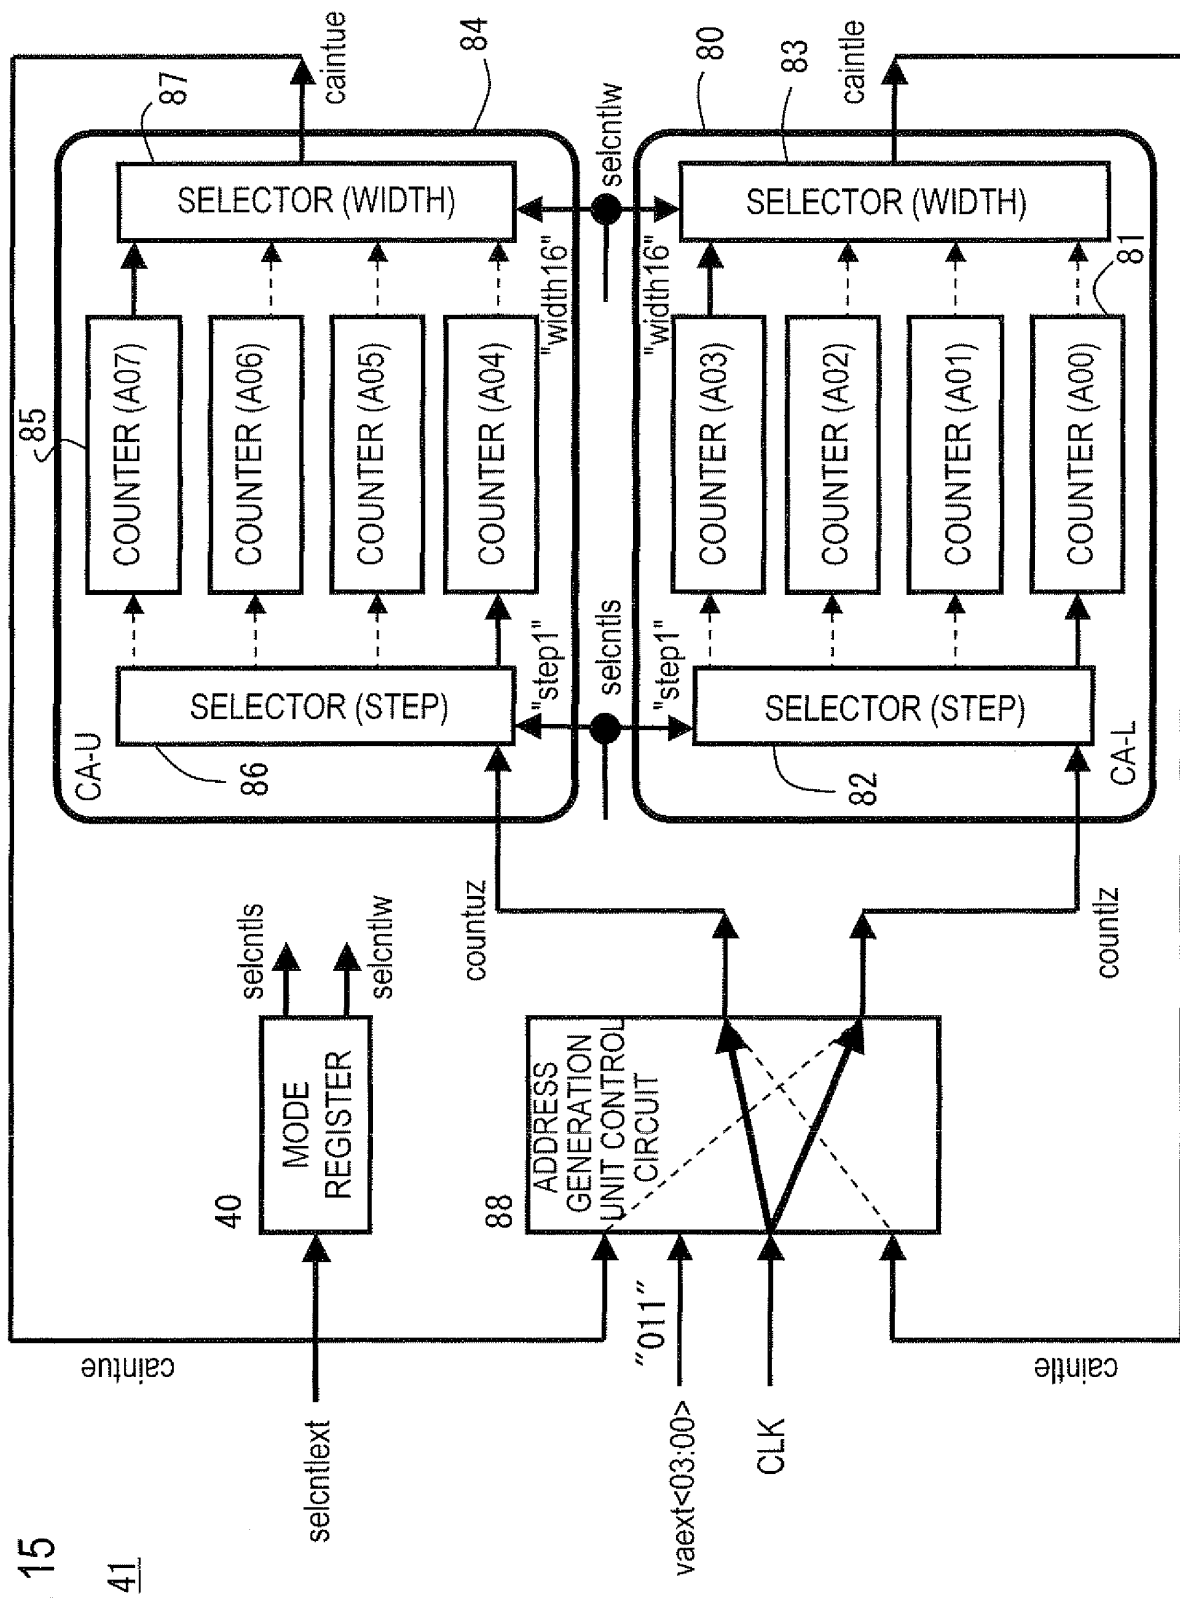 15
41
selcntlext
40
MODE
REGISTER
selcntls
selcntlw
caintue
88
ADDRESS
GENERATION
UNIT CONTROL
CIRCUIT
vaext<03:00>
"011"
CLK
caintle
countuz
countlz
CA-U
86
SELECTOR (STEP)
"step1"
85
COUNTER (A07)
COUNTER (A06)
COUNTER (A05)
COUNTER (A04)
"width16"
SELECTOR (WIDTH)
87
84
caintue
selcntls
selcntlw
CA-L
82
SELECTOR (STEP)
"step1"
COUNTER (A03)
COUNTER (A02)
COUNTER (A01)
COUNTER (A00)
81
"width16"
SELECTOR (WIDTH)
80
83
caintle